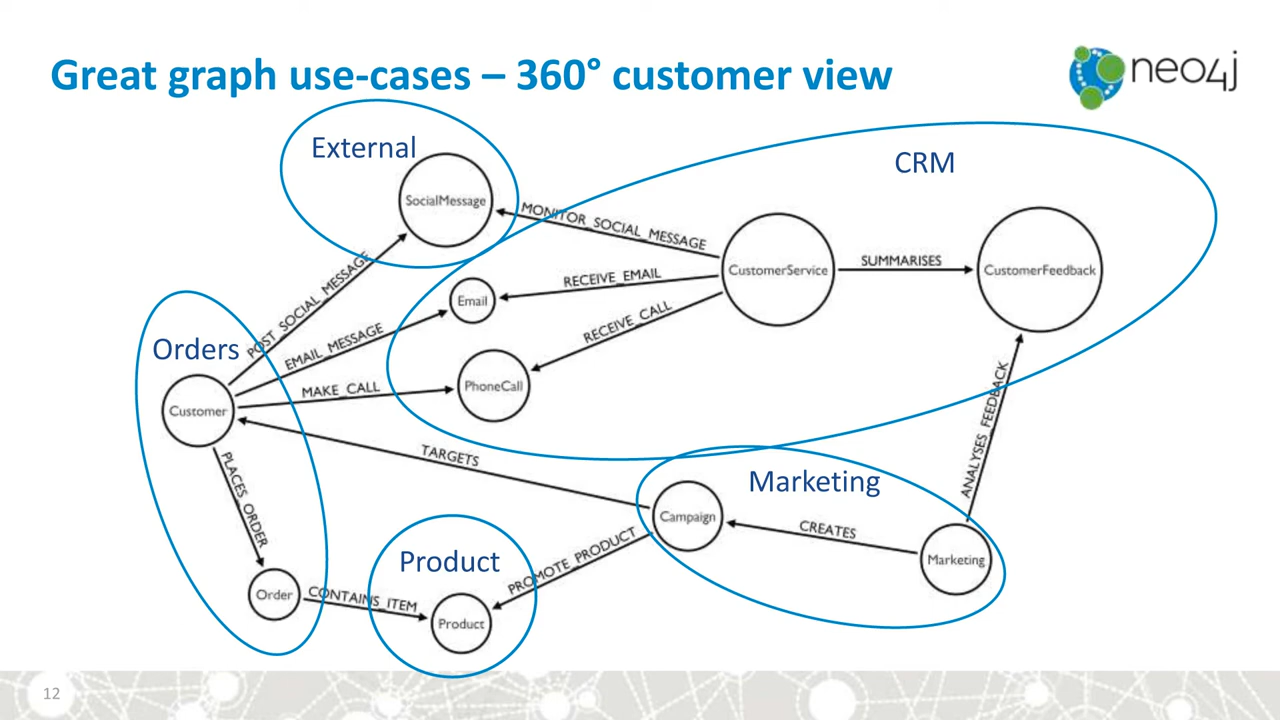 Great graph use-cases – 360° customer view
neo4j
External
CRM
SocialMessage
MONITOR_SOCIAL_MESSAGE
CustomerService
SUMMARISES
CustomerFeedback
POST_SOCIAL_MESSAGE
RECEIVE_EMAIL
Email
EMAIL_MESSAGE
RECEIVE_CALL
Orders
MAKE_CALL
PhoneCall
Customer
ANALYSES_FEEDBACK
TARGETS
PLACES_ORDER
Marketing
Campaign
CREATES
Marketing
Product
PROMOTE_PRODUCT
Order
CONTAINS_ITEM
Product
12